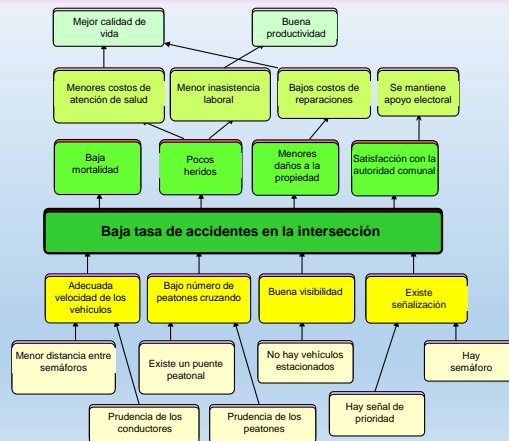 Mejor calidad de
vida
Buena
productividad
Menores costos de
atención de salud
Menor inasistencia
laboral
Bajos costos de
reparaciones
Se mantiene
apoyo electoral
Baja
mortalidad
Pocos
heridos
Menores
daños a la
propiedad
Satisfacción con la
autoridad comunal
Baja tasa de accidentes en la intersección
Adecuada
velocidad de los
vehículos
Bajo número de
peatones cruzando
Buena visibilidad
Existe
señalización
Menor distancia entre
semáforos
Existe un puente
peatonal
No hay vehículos
estacionados
Hay
semáforo
Prudencia de los
conductores
Prudencia de los
peatones
Hay señal de
prioridad